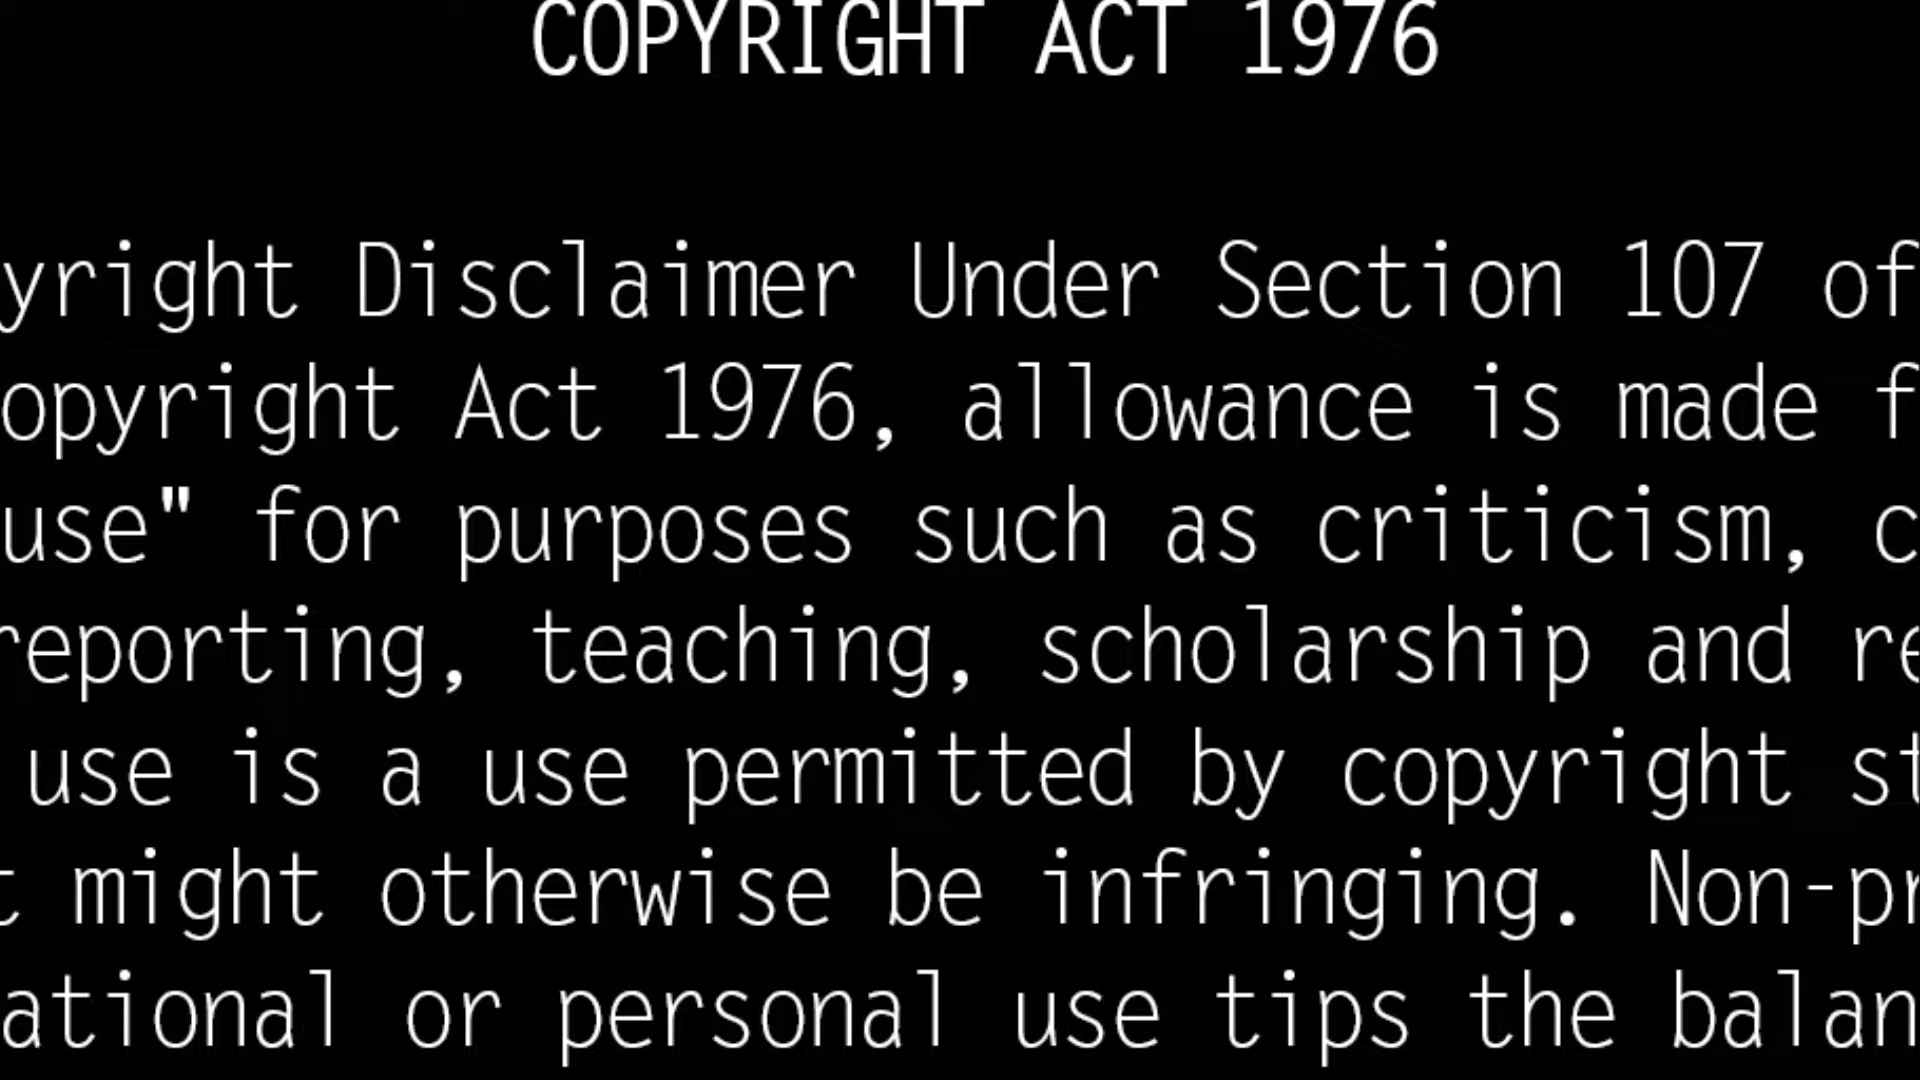 COPYRIGHT ACT 1976
yright Disclaimer Under Section 107 of
opyright Act 1976, allowance is made f
use" for purposes such as criticism, c
reporting, teaching, scholarship and re
use is a use permitted by copyright st
t might otherwise be infringing. Non-pr
ational or personal use tips the balan